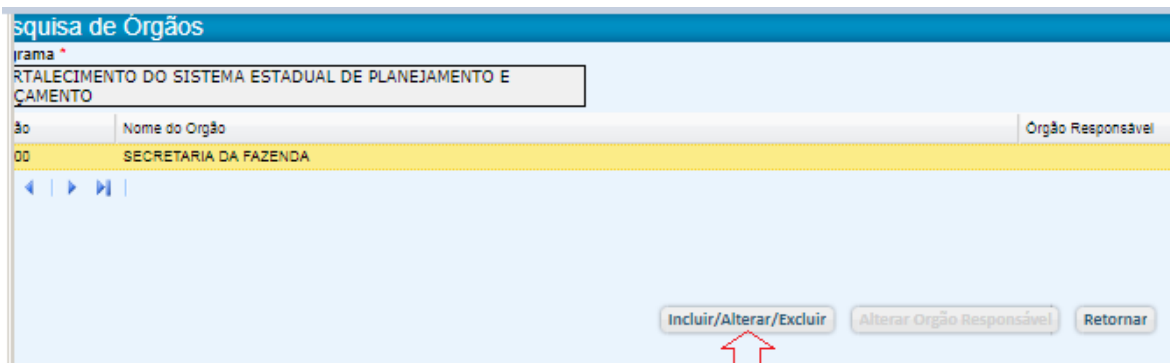 squisa de Órgãos
grama *
RTALECIMENTO DO SISTEMA ESTADUAL DE PLANEJAMENTO E
ÇAMENTO
ão Nome do Orgão Órgão Responsável
00 SECRETARIA DA FAZENDA
Incluir/Alterar/Excluir Alterar Orgão Responsável Retornar